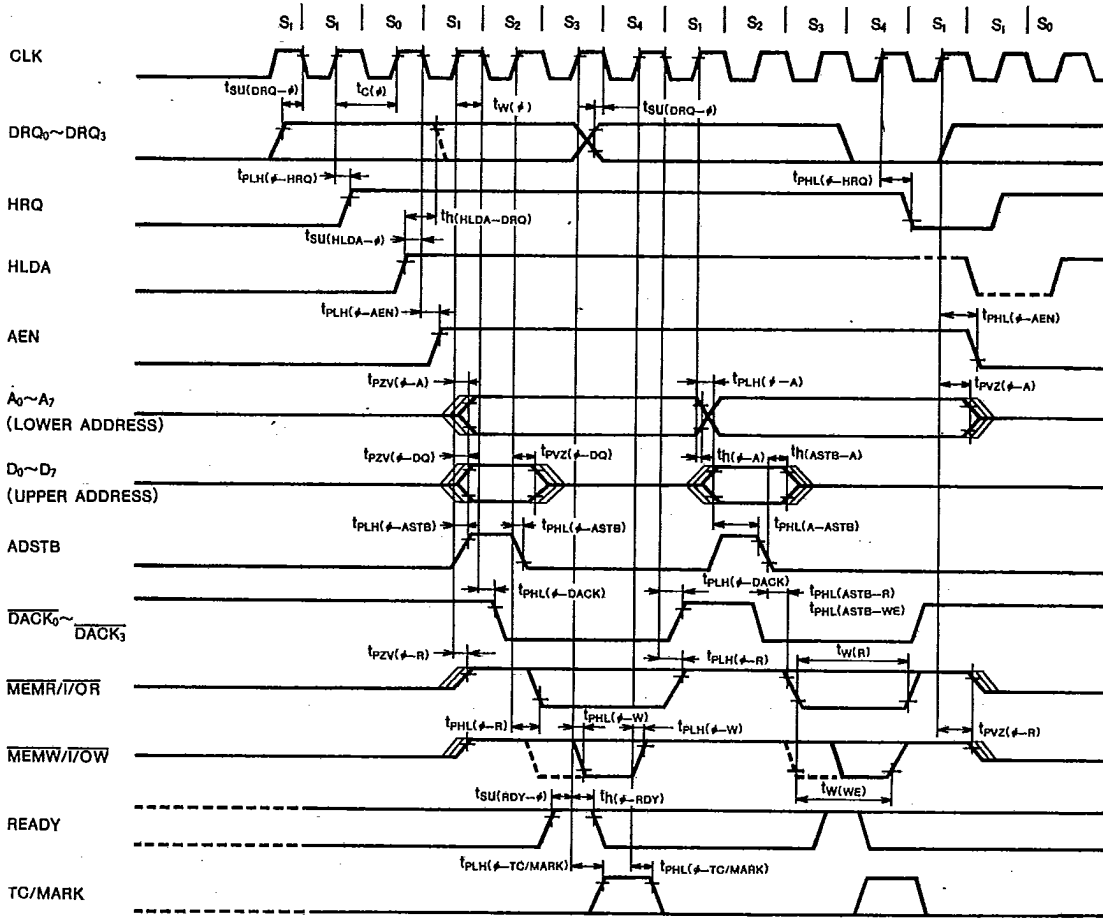 SI SI S0 S1 S2 S3 S4 S1 S2 S3 S4 SI SI S0
CLK
tSU(DRQ-ϕ) tC(ϕ) tW(ϕ) tSU(DRQ-ϕ)
DRQ0~DRQ3
tPLH(ϕ-HRQ) tPHL(ϕ-HRQ)
HRQ
th(HLDA-DRQ)
tSU(HLDA-ϕ)
HLDA
tPLH(ϕ-AEN) tPHL(ϕ-AEN)
AEN
tPZV(ϕ-A) tPLH(ϕ-A) tPVZ(ϕ-A)
A0~A7
(LOWER ADDRESS)
tPZV(ϕ-DQ) tPVZ(ϕ-DQ) th(ϕ-A) th(ASTB-A)
D0~D7
(UPPER ADDRESS)
tPLH(ϕ-ASTB) tPHL(ϕ-ASTB) tPHL(A-ASTB)
ADSTB
tPHL(ϕ-DACK) tPLH(ϕ-DACK) tPHL(ASTB-R)
tPHL(ASTB-WE)
DACK0~
DACK3
tPZV(ϕ-R) tPLH(ϕ-R) tW(R)
MEMR/I/OR
tPHL(ϕ-R) tPHL(ϕ-W) tPLH(ϕ-W) tPVZ(ϕ-R)
MEMW/I/OW
tSU(RDY-ϕ) th(ϕ-RDY) tW(WE)
READY
tPLH(ϕ-TC/MARK) tPHL(ϕ-TC/MARK)
TC/MARK